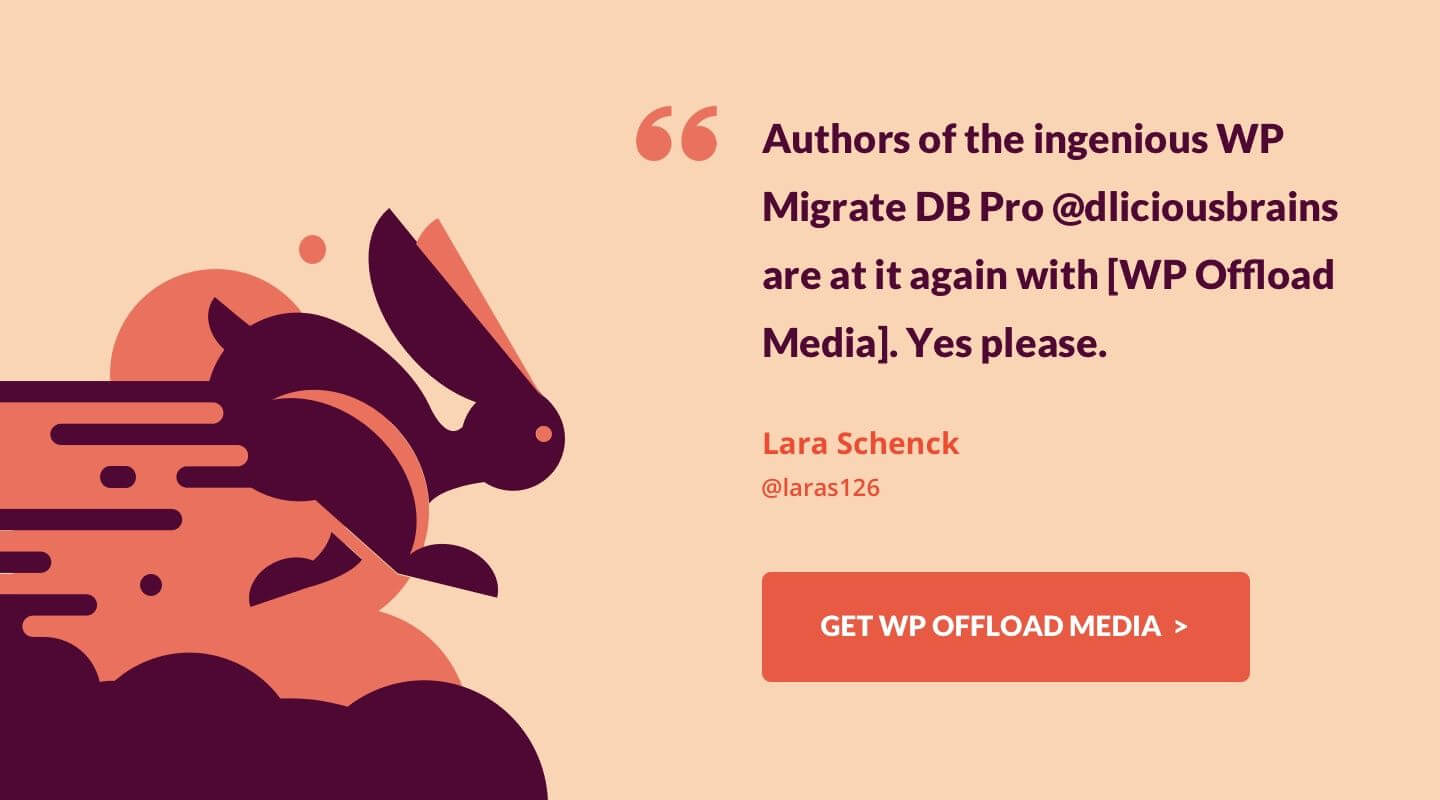 “
Authors of the ingenious WP
Migrate DB Pro @dliciousbrains
are at it again with [WP Offload
Media]. Yes please.
Lara Schenck
@laras126
GET WP OFFLOAD MEDIA >